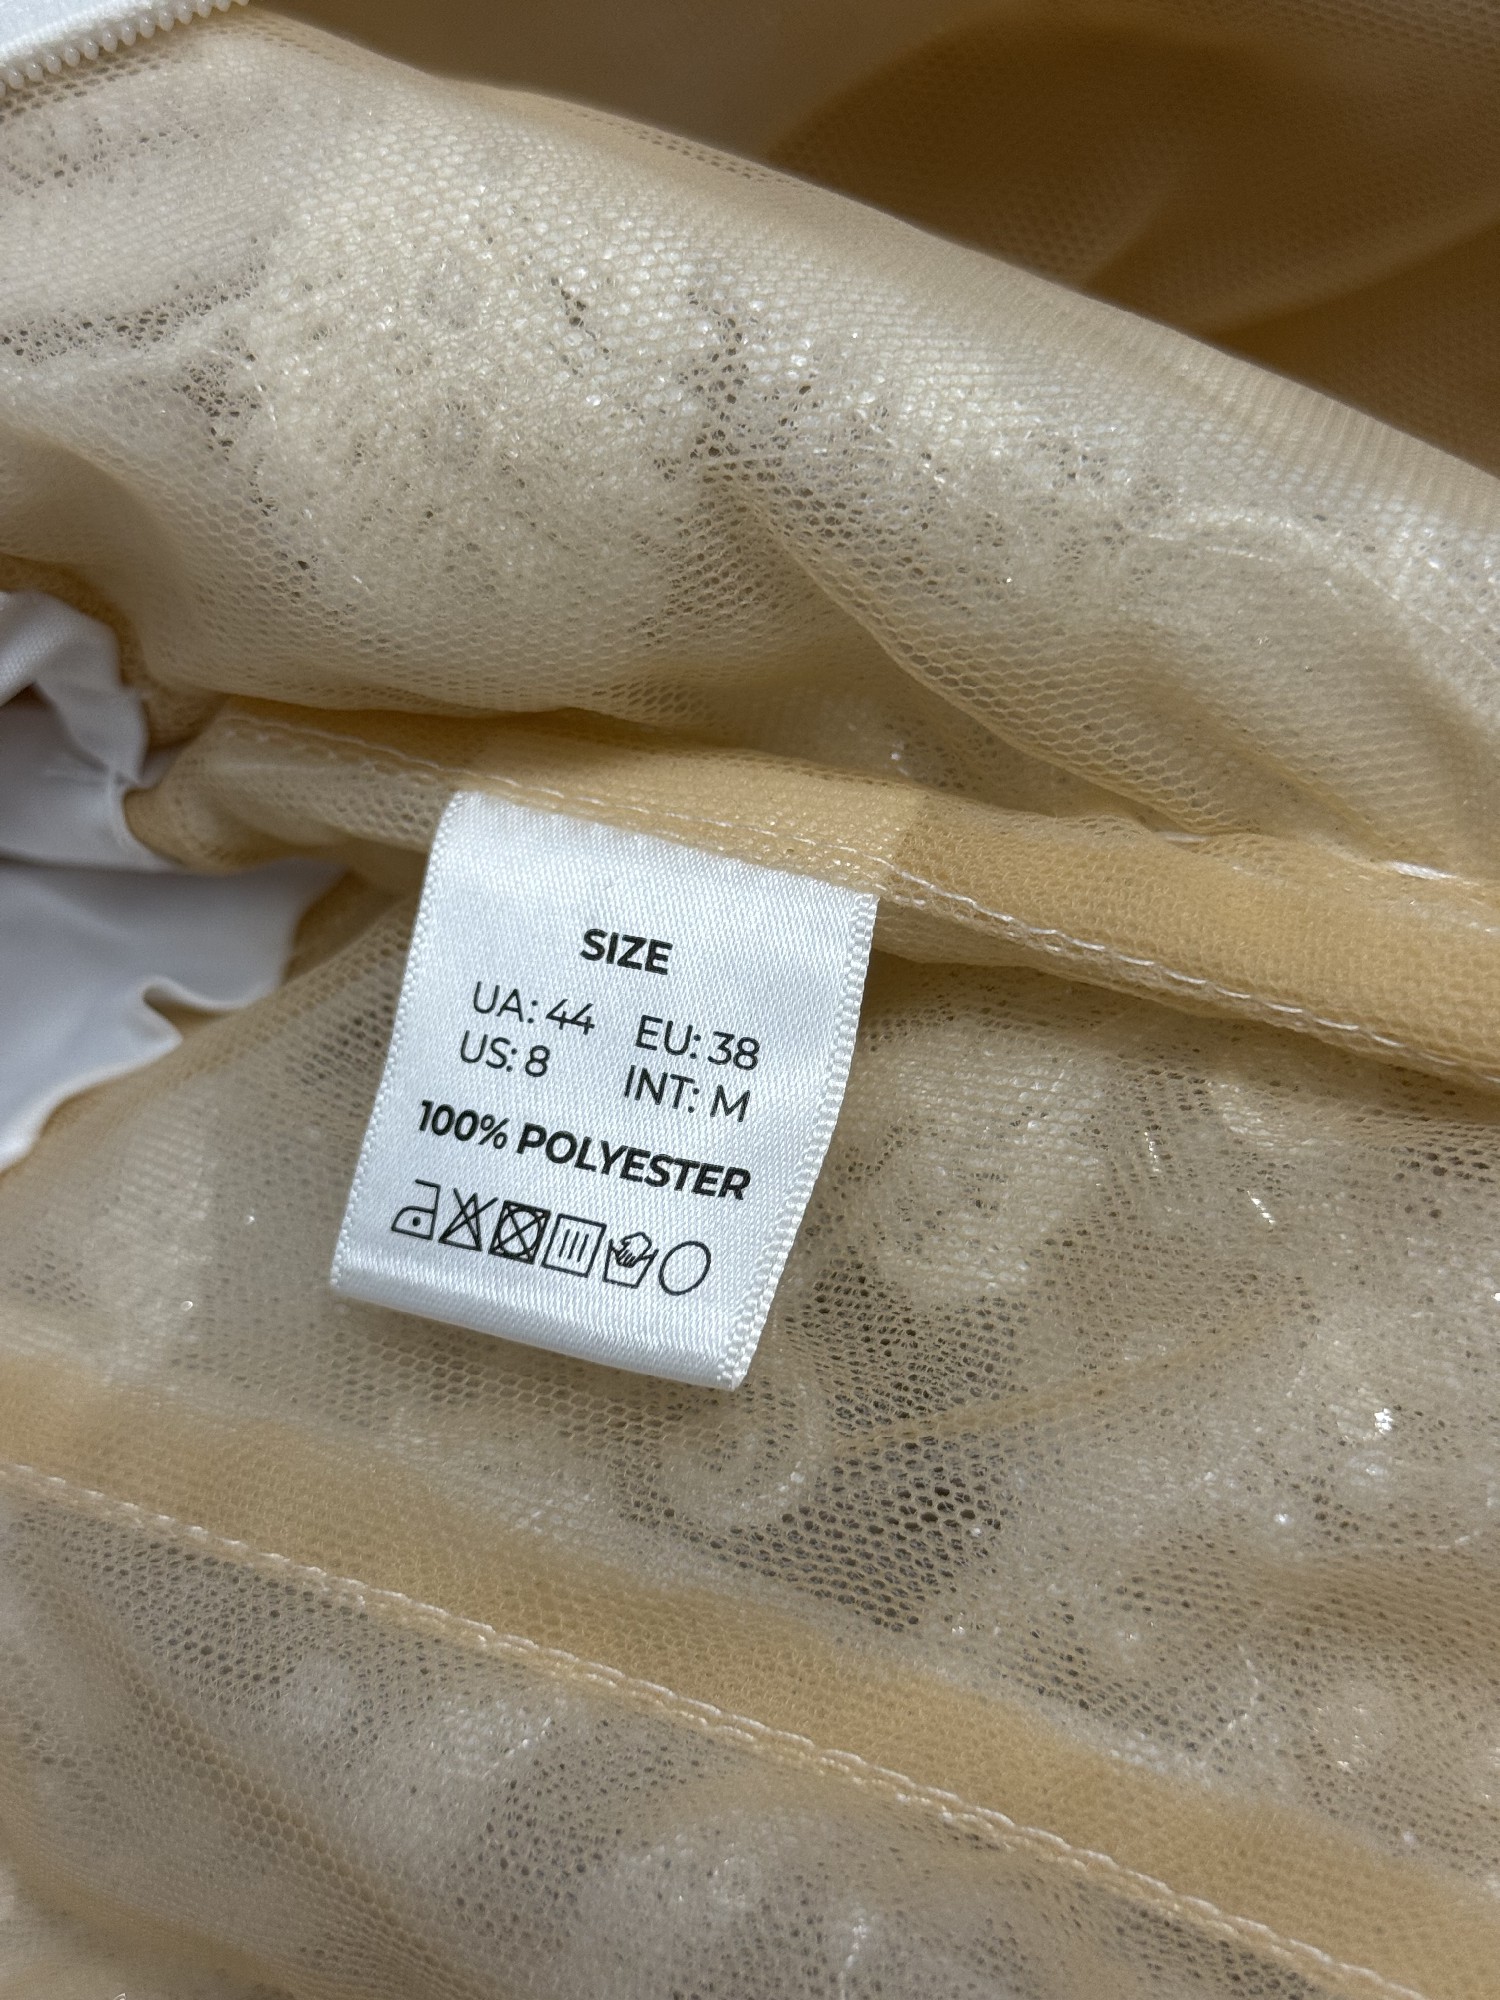 SIZE
UA: 44 EU: 38
US: 8 INT: M
100% POLYESTER